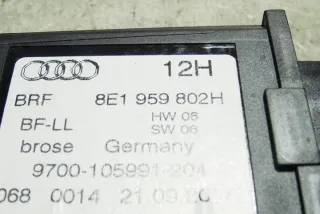 12H
BRF 8E1 959 802H
BF-LL HW 06
SW 06
brose Germany
9700-105991-204
068 0014 21.09.